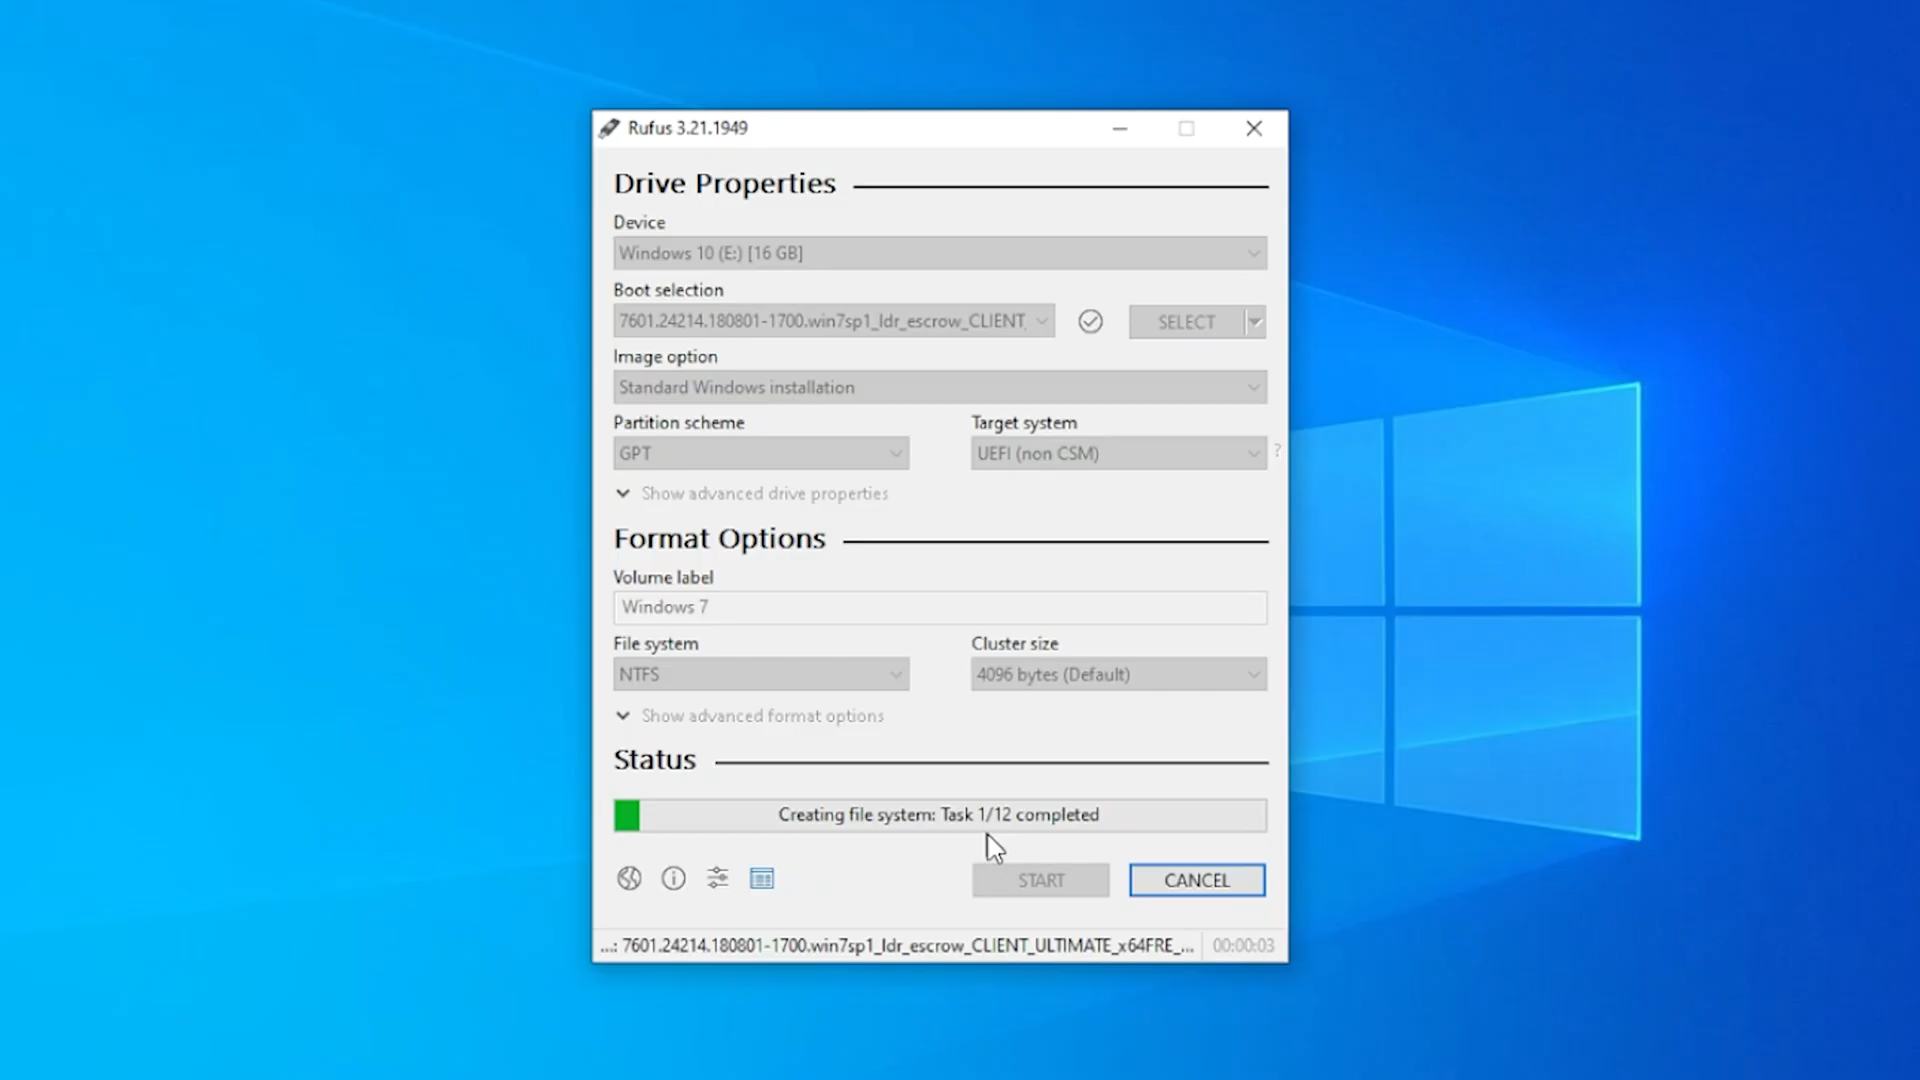 Rufus 3.21.1949
Drive Properties
Device
Windows 10 (E:) [16 GB]
Boot selection
7601.24214.180801-1700.win7sp1_ldr_escrow_CLIENT_
SELECT
Image option
Standard Windows installation
Partition scheme
Target system
GPT
UEFI (non CSM)
?
Show advanced drive properties
Format Options
Volume label
Windows 7
File system
Cluster size
NTFS
4096 bytes (Default)
Show advanced format options
Status
Creating file system: Task 1/12 completed
START
CANCEL
...: 7601.24214.180801-1700.win7sp1_ldr_escrow_CLIENT_ULTIMATE_x64FRE_...
00:00:03